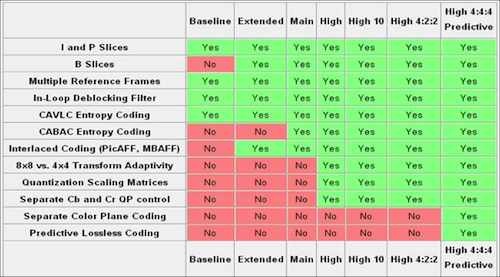 Baseline Extended Main High High 10 High 4:2:2 High 4:4:4 Predictive
I and P Slices Yes Yes Yes Yes Yes Yes Yes
B Slices No Yes Yes Yes Yes Yes Yes
Multiple Reference Frames Yes Yes Yes Yes Yes Yes Yes
In-Loop Deblocking Filter Yes Yes Yes Yes Yes Yes Yes
CAVLC Entropy Coding Yes Yes Yes Yes Yes Yes Yes
CABAC Entropy Coding No No Yes Yes Yes Yes Yes
Interlaced Coding (PicAFF, MBAFF) No Yes Yes Yes Yes Yes Yes
8x8 vs. 4x4 Transform Adaptivity No No No Yes Yes Yes Yes
Quantization Scaling Matrices No No No Yes Yes Yes Yes
Separate Cb and Cr QP control No No No Yes Yes Yes Yes
Separate Color Plane Coding No No No No No No Yes
Predictive Lossless Coding No No No No No No Yes
Baseline Extended Main High High 10 High 4:2:2 High 4:4:4 Predictive